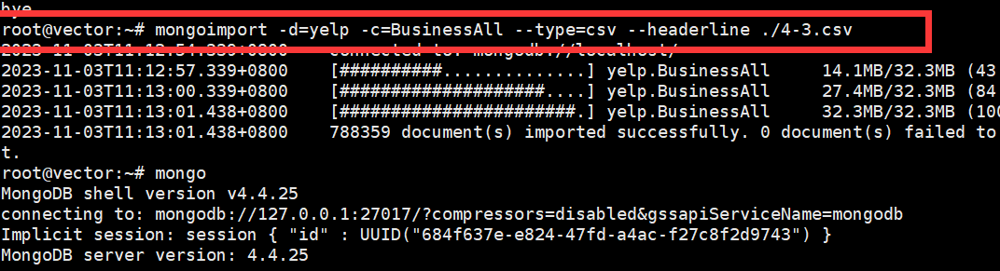 bye
root@vector:~# mongoimport -d=yelp -c=BusinessAll --type=csv --headerline ./4-3.csv
2023-11-03T11:12:54.339+0800 connected to: mongodb://localhost/
2023-11-03T11:12:57.339+0800 [##########..............] yelp.BusinessAll 14.1MB/32.3MB (43
2023-11-03T11:13:00.339+0800 [####################....] yelp.BusinessAll 27.4MB/32.3MB (84
2023-11-03T11:13:01.438+0800 [#######################.] yelp.BusinessAll 32.3MB/32.3MB (100
2023-11-03T11:13:01.438+0800 788359 document(s) imported successfully. 0 document(s) failed to
t.
root@vector:~# mongo
MongoDB shell version v4.4.25
connecting to: mongodb://127.0.0.1:27017/?compressors=disabled&gssapiServiceName=mongodb
Implicit session: session { "id" : UUID("684f637e-e824-47fd-a4ac-f27c8f2d9743") }
MongoDB server version: 4.4.25